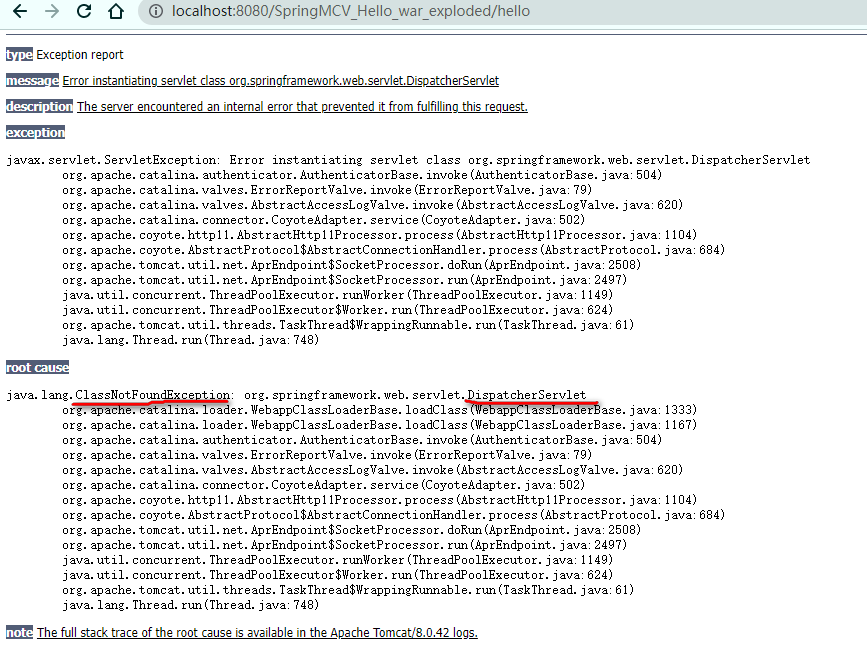 localhost:8080/SpringMCV_Hello_war_exploded/hello
type Exception report
message Error instantiating servlet class org.springframework.web.servlet.DispatcherServlet
description The server encountered an internal error that prevented it from fulfilling this request.
exception
javax.servlet.ServletException: Error instantiating servlet class org.springframework.web.servlet.DispatcherServlet
org.apache.catalina.authenticator.AuthenticatorBase.invoke(AuthenticatorBase.java:504)
org.apache.catalina.valves.ErrorReportValve.invoke(ErrorReportValve.java:79)
org.apache.catalina.valves.AbstractAccessLogValve.invoke(AbstractAccessLogValve.java:620)
org.apache.catalina.connector.CoyoteAdapter.service(CoyoteAdapter.java:502)
org.apache.coyote.http11.AbstractHttp11Processor.process(AbstractHttp11Processor.java:1104)
org.apache.coyote.AbstractProtocol$AbstractConnectionHandler.process(AbstractProtocol.java:684)
org.apache.tomcat.util.net.AprEndpoint$SocketProcessor.doRun(AprEndpoint.java:2508)
org.apache.tomcat.util.net.AprEndpoint$SocketProcessor.run(AprEndpoint.java:2497)
java.util.concurrent.ThreadPoolExecutor.runWorker(ThreadPoolExecutor.java:1149)
java.util.concurrent.ThreadPoolExecutor$Worker.run(ThreadPoolExecutor.java:624)
org.apache.tomcat.util.threads.TaskThread$WrappingRunnable.run(TaskThread.java:61)
java.lang.Thread.run(Thread.java:748)
root cause
java.lang.ClassNotFoundException: org.springframework.web.servlet.DispatcherServlet
org.apache.catalina.loader.WebappClassLoaderBase.loadClass(WebappClassLoaderBase.java:1333)
org.apache.catalina.loader.WebappClassLoaderBase.loadClass(WebappClassLoaderBase.java:1167)
org.apache.catalina.authenticator.AuthenticatorBase.invoke(AuthenticatorBase.java:504)
org.apache.catalina.valves.ErrorReportValve.invoke(ErrorReportValve.java:79)
org.apache.catalina.valves.AbstractAccessLogValve.invoke(AbstractAccessLogValve.java:620)
org.apache.catalina.connector.CoyoteAdapter.service(CoyoteAdapter.java:502)
org.apache.coyote.http11.AbstractHttp11Processor.process(AbstractHttp11Processor.java:1104)
org.apache.coyote.AbstractProtocol$AbstractConnectionHandler.process(AbstractProtocol.java:684)
org.apache.tomcat.util.net.AprEndpoint$SocketProcessor.doRun(AprEndpoint.java:2508)
org.apache.tomcat.util.net.AprEndpoint$SocketProcessor.run(AprEndpoint.java:2497)
java.util.concurrent.ThreadPoolExecutor.runWorker(ThreadPoolExecutor.java:1149)
java.util.concurrent.ThreadPoolExecutor$Worker.run(ThreadPoolExecutor.java:624)
org.apache.tomcat.util.threads.TaskThread$WrappingRunnable.run(TaskThread.java:61)
java.lang.Thread.run(Thread.java:748)
note The full stack trace of the root cause is available in the Apache Tomcat/8.0.42 logs.